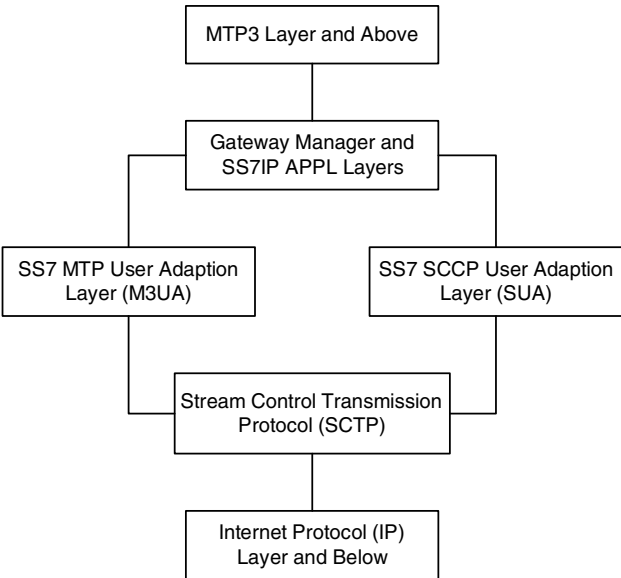 MTP3 Layer and Above
Gateway Manager and
SS7IP APPL Layers
SS7 MTP User Adaption
Layer (M3UA)
SS7 SCCP User Adaption
Layer (SUA)
Stream Control Transmission
Protocol (SCTP)
Internet Protocol (IP)
Layer and Below